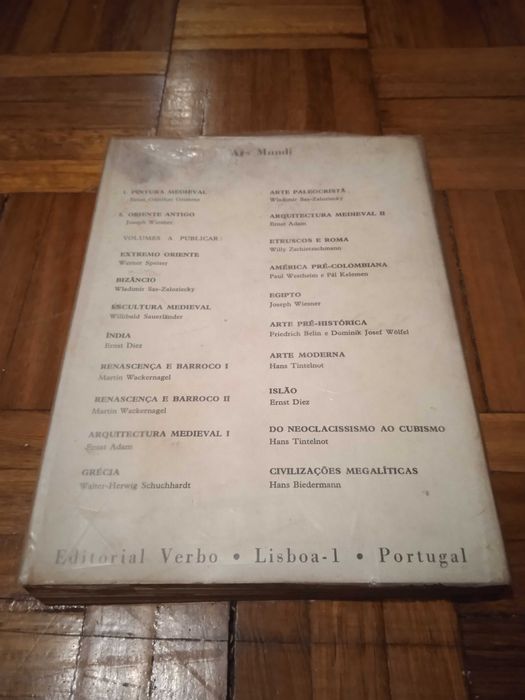 Ars Mundi
1. PINTURA MEDIEVAL
Ernst Günther Grimme
2. ORIENTE ANTIGO
Joseph Wiesner
VOLUMES A PUBLICAR:
EXTREMO ORIENTE
Werner Speiser
BIZÂNCIO
Wladimir Sas-Zaloziecky
ESCULTURA MEDIEVAL
Willibald Sauerländer
ÍNDIA
Ernst Diez
RENASCENÇA E BARROCO I
Martin Wackernagel
RENASCENÇA E BARROCO II
Martin Wackernagel
ARQUITECTURA MEDIEVAL I
Ernst Adam
GRÉCIA
Walter-Herwig Schuchhardt
ARTE PALEOCRISTÃ
Wladimir Sas-Zaloziecky
ARQUITECTURA MEDIEVAL II
Ernst Adam
ETRUSCOS E ROMA
Willy Zschietzschmann
AMÉRICA PRÉ-COLOMBIANA
Paul Westheim e Pál Kelemen
EGIPTO
Joseph Wiesner
ARTE PRÉ-HISTÓRICA
Friedrich Behn e Dominik Josef Wölfel
ARTE MODERNA
Hans Tintelnot
ISLÃO
Ernst Diez
DO NEOCLACISSISMO AO CUBISMO
Hans Tintelnot
CIVILIZAÇÕES MEGALÍTICAS
Hans Biedermann
Editorial Verbo • Lisboa-1 • Portugal